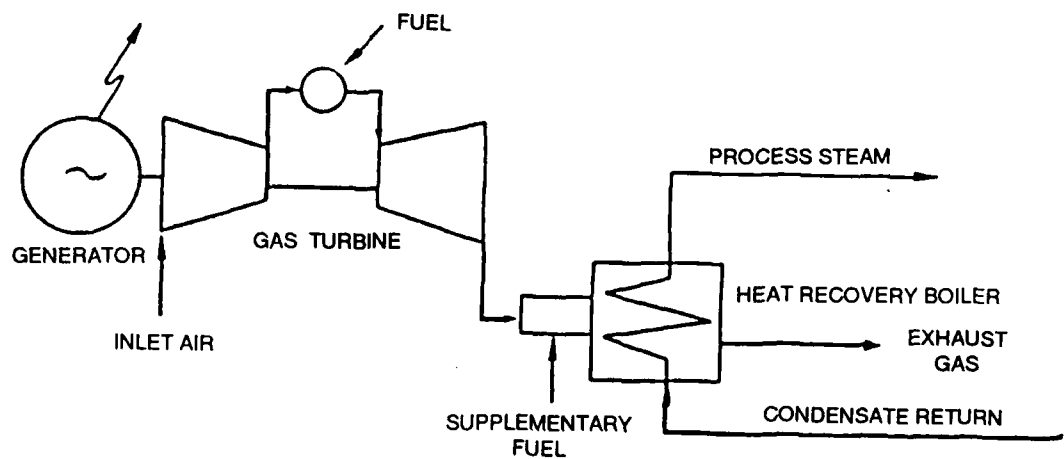 FUEL
PROCESS STEAM
GENERATOR
GAS TURBINE
HEAT RECOVERY BOILER
INLET AIR
EXHAUST
GAS
SUPPLEMENTARY
FUEL
CONDENSATE RETURN